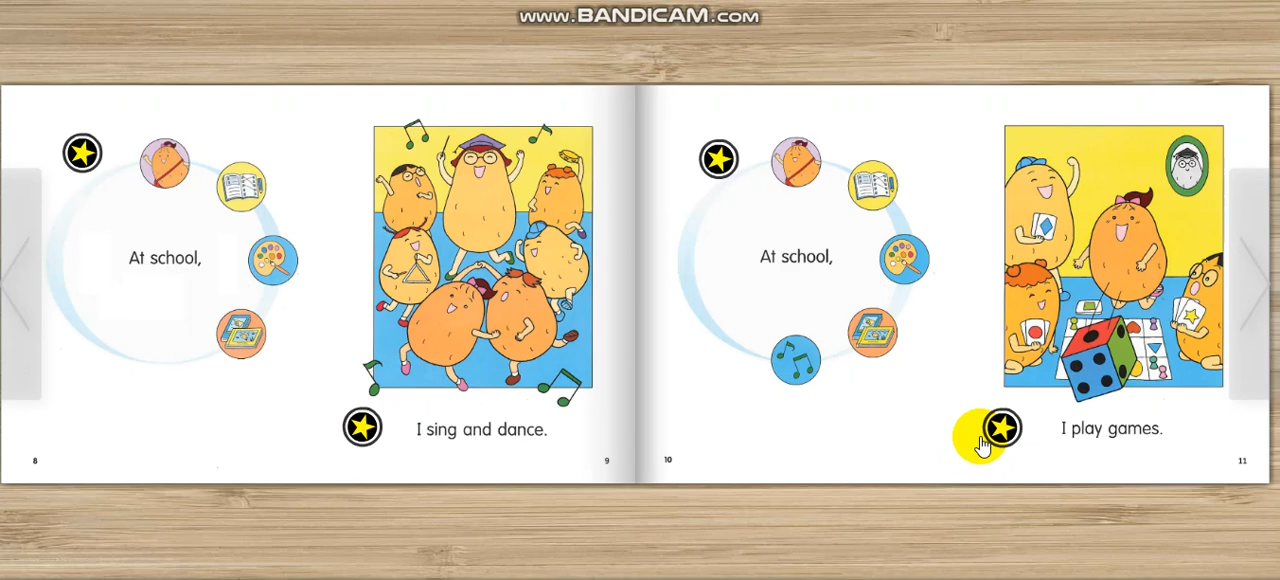 www.BANDICAM.com
At school,
I sing and dance.
8
9
At school,
I play games.
10
11